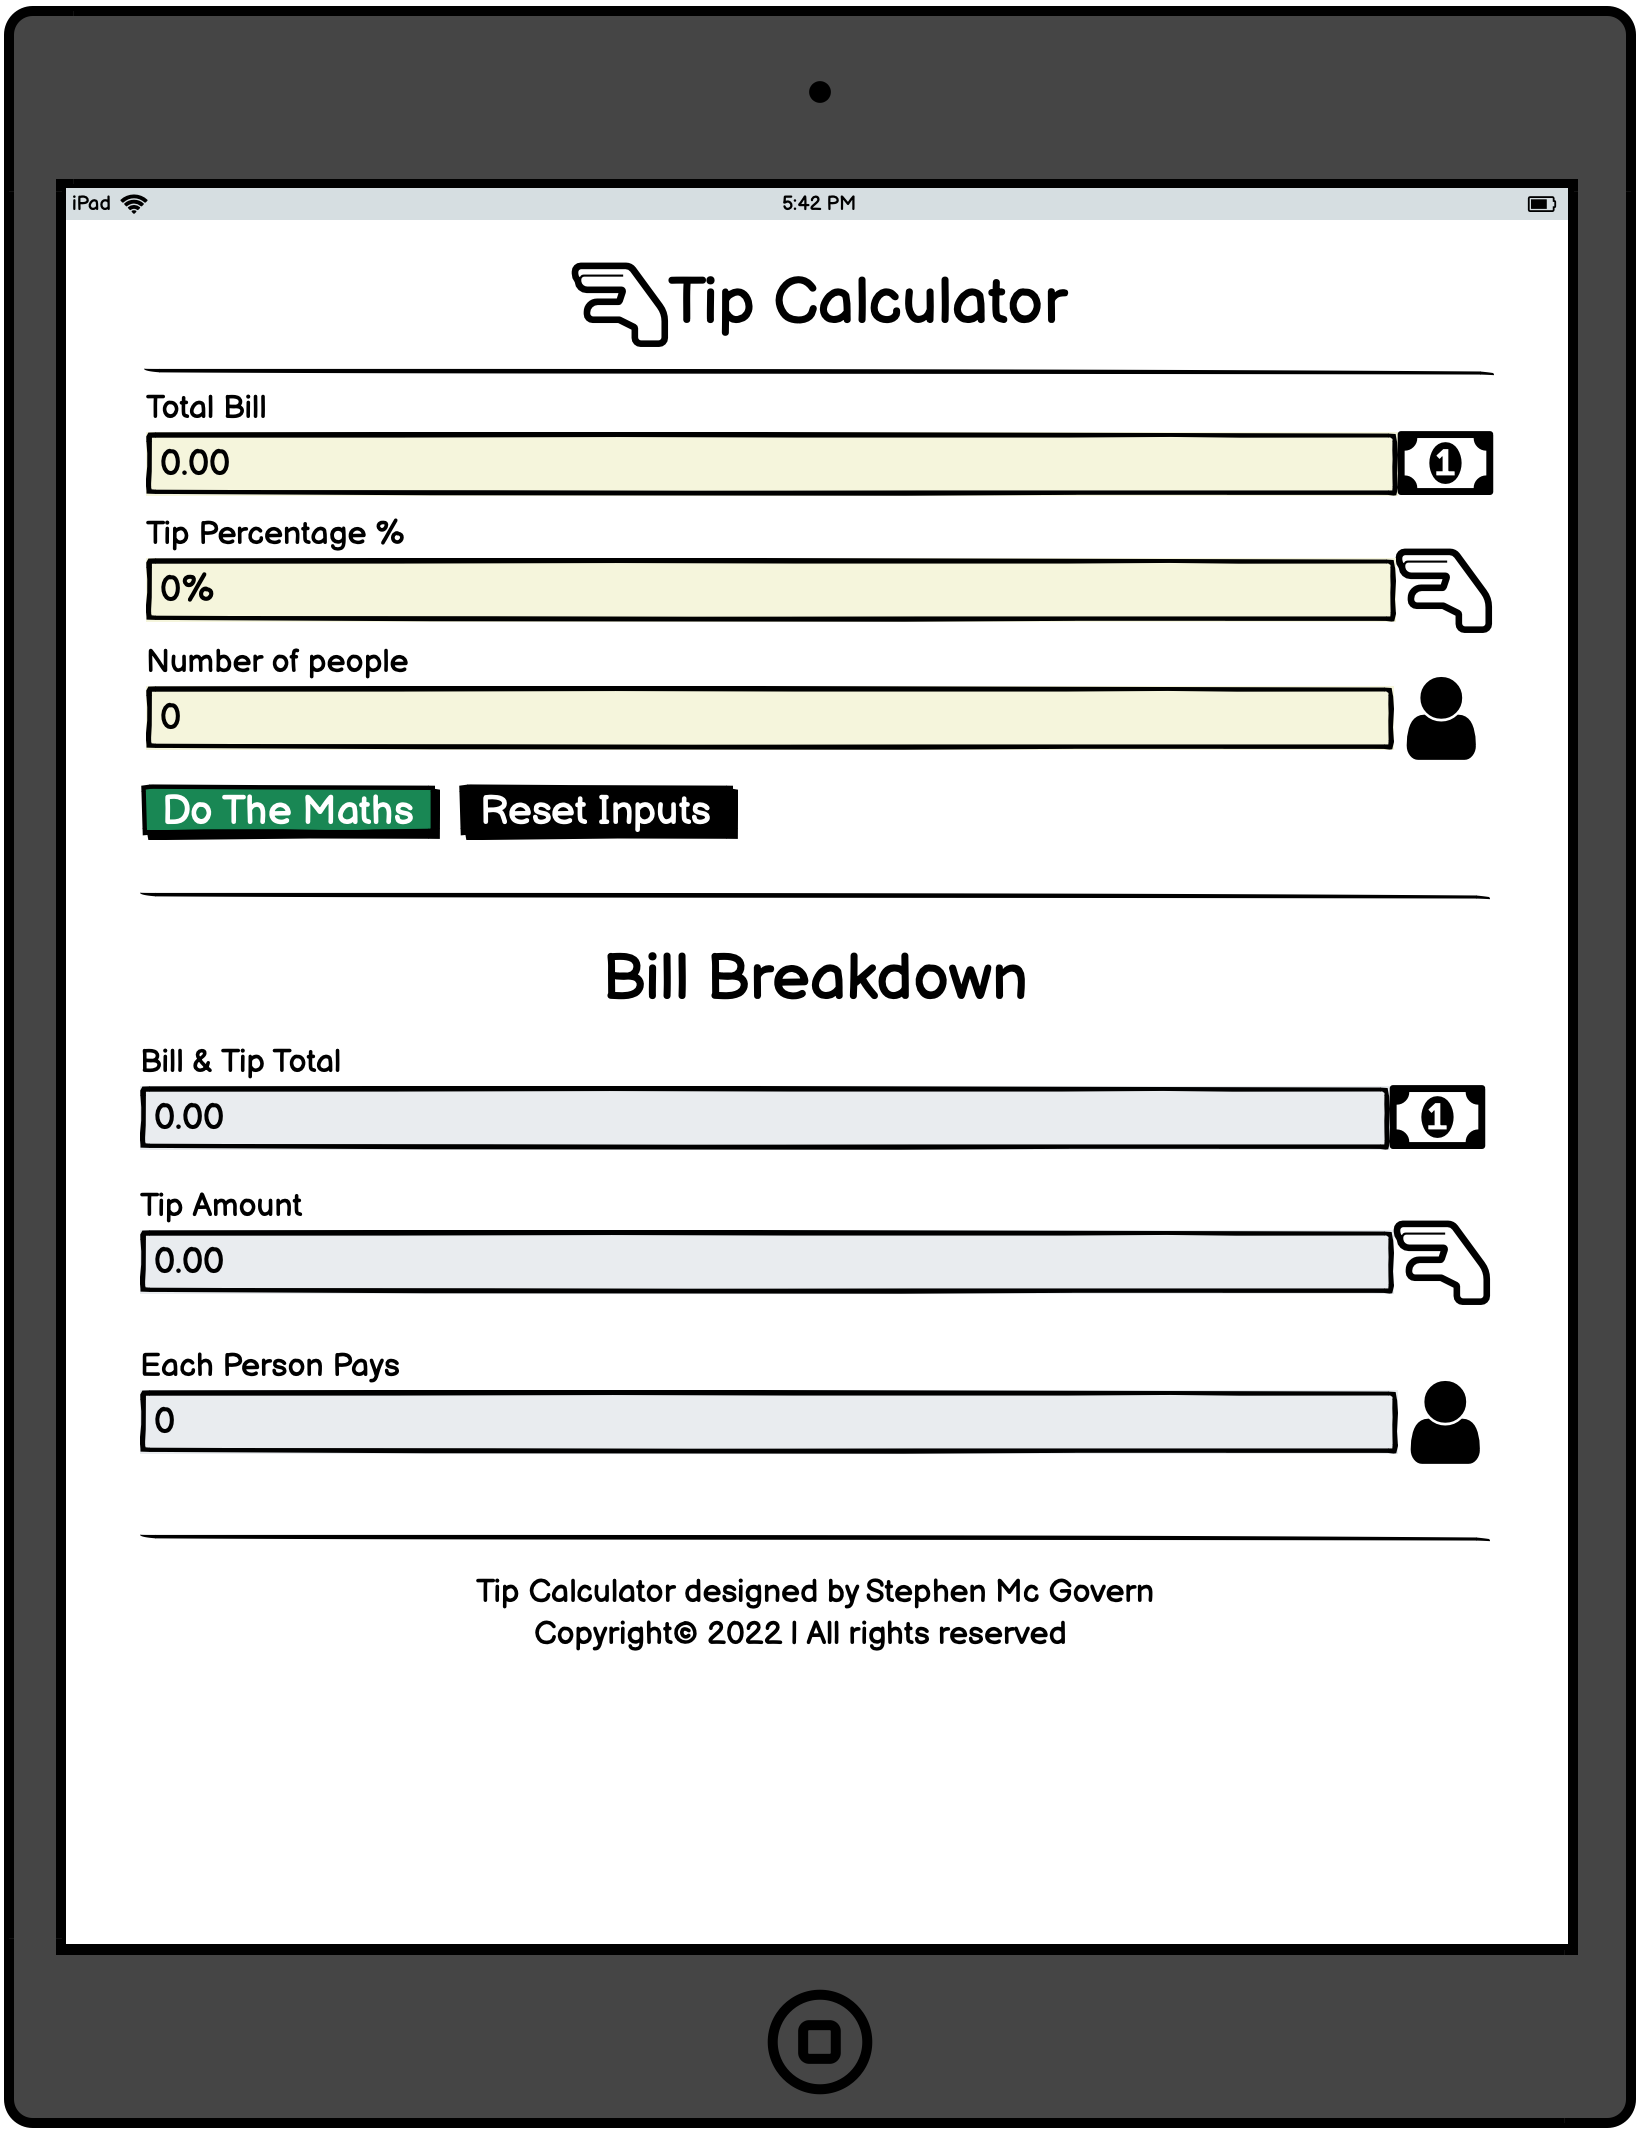 iPad 5:42 PM
Tip Calculator
Total Bill
0.00
1
Tip Percentage %
0%
Number of people
0
Do The Maths Reset Inputs
Bill Breakdown
Bill & Tip Total
0.00
1
Tip Amount
0.00
Each Person Pays
0
Tip Calculator designed by Stephen Mc Govern
Copyright© 2022 | All rights reserved